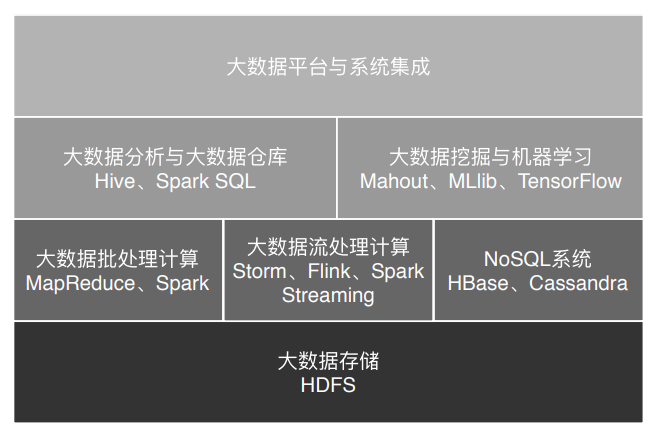 大数据平台与系统集成
大数据分析与大数据仓库
Hive、Spark SQL
大数据挖掘与机器学习
Mahout、MLlib、TensorFlow
大数据批处理计算
MapReduce、Spark
大数据流处理计算
Storm、Flink、Spark
Streaming
NoSQL系统
HBase、Cassandra
大数据存储
HDFS